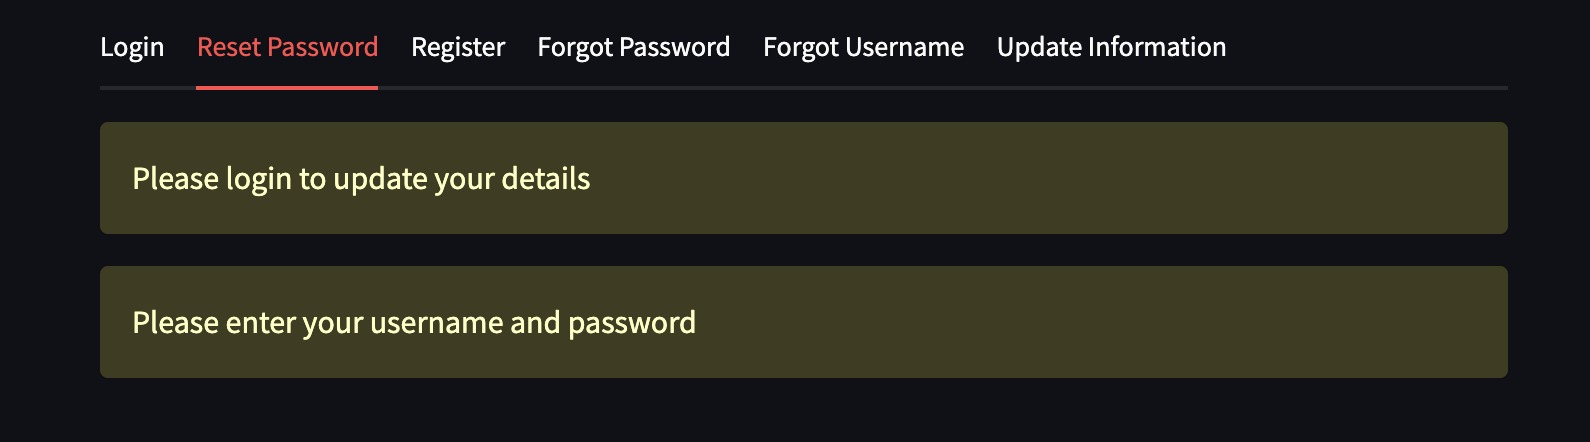 Login Reset Password Register Forgot Password Forgot Username Update Information
Please login to update your details
Please enter your username and password